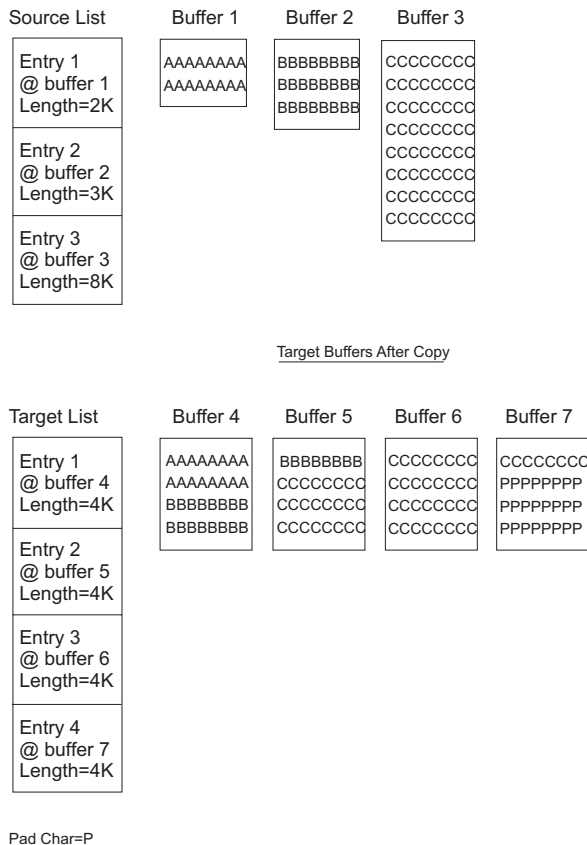 Source List Buffer 1 Buffer 2 Buffer 3
Entry 1
@ buffer 1
Length=2K
Entry 2
@ buffer 2
Length=3K
Entry 3
@ buffer 3
Length=8K
AAAAAAAA
AAAAAAAA
BBBBBBBB
BBBBBBBB
BBBBBBBB
CCCCCCCC
CCCCCCCC
CCCCCCCC
CCCCCCCC
CCCCCCCC
CCCCCCCC
CCCCCCCC
CCCCCCCC
Target Buffers After Copy
Target List Buffer 4 Buffer 5 Buffer 6 Buffer 7
Entry 1
@ buffer 4
Length=4K
Entry 2
@ buffer 5
Length=4K
Entry 3
@ buffer 6
Length=4K
Entry 4
@ buffer 7
Length=4K
AAAAAAAA
AAAAAAAA
BBBBBBBB
BBBBBBBB
BBBBBBBB
CCCCCCCC
CCCCCCCC
CCCCCCCC
CCCCCCCC
CCCCCCCC
CCCCCCCC
CCCCCCCC
CCCCCCCC
PPPPPPPP
PPPPPPPP
PPPPPPPP
Pad Char=P